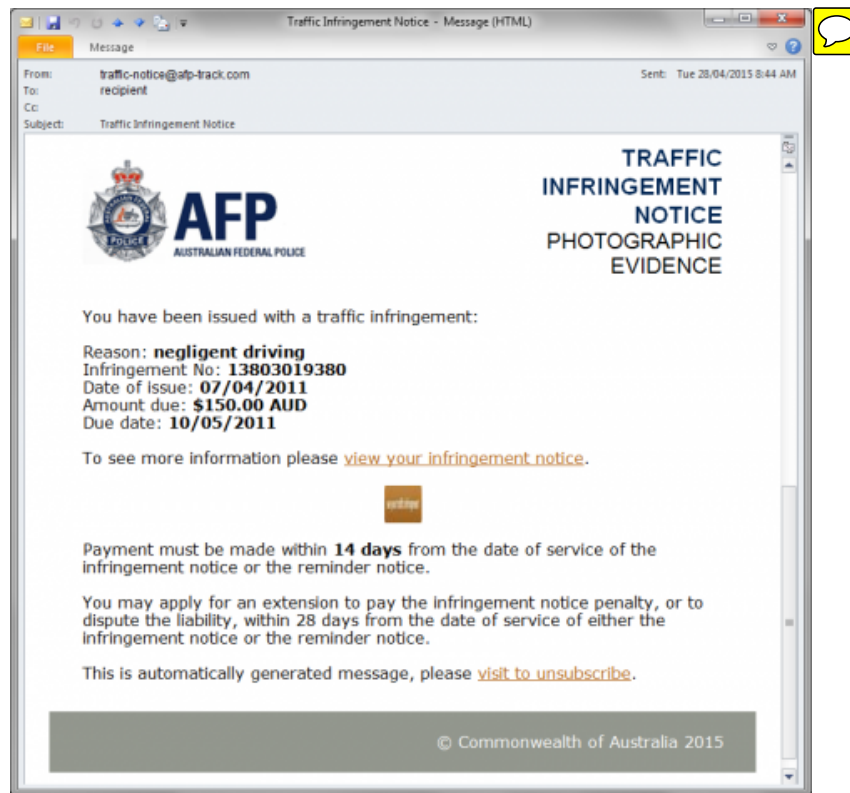 Traffic Infringement Notice - Message (HTML)
File Message
From: traffic-notice@afp-track.com Sent: Tue 28/04/2015 8:44 AM
To: recipient
Cc:
Subject: Traffic Infringement Notice
AUSTRALIAN FEDERAL
POLICE
AFP
AUSTRALIAN FEDERAL POLICE
TRAFFIC
INFRINGEMENT
NOTICE
PHOTOGRAPHIC
EVIDENCE
You have been issued with a traffic infringement:
Reason: negligent driving
Infringement No: 13803019380
Date of issue: 07/04/2011
Amount due: $150.00 AUD
Due date: 10/05/2011
To see more information please view your infringement notice.
Payment must be made within 14 days from the date of service of the
infringement notice or the reminder notice.
You may apply for an extension to pay the infringement notice penalty, or to
dispute the liability, within 28 days from the date of service of either the
infringement notice or the reminder notice.
This is automatically generated message, please visit to unsubscribe.
© Commonwealth of Australia 2015